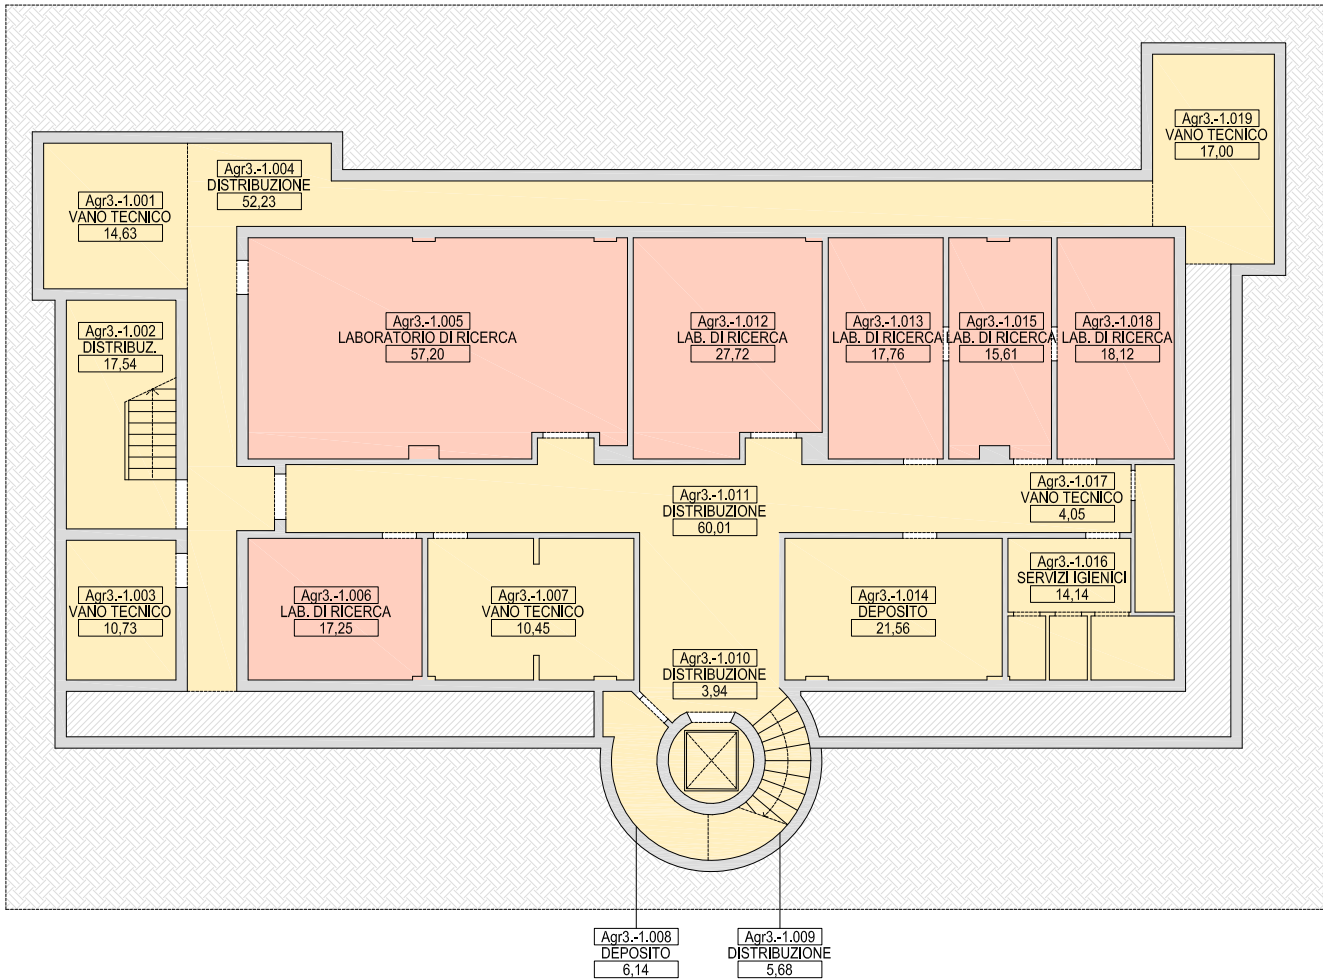 Agr3.-1.019
VANO TECNICO
17,00
Agr3.-1.004
DISTRIBUZIONE
52,23
Agr3.-1.001
VANO TECNICO
14,63
Agr3.-1.005
LABORATORIO DI RICERCA
57,20
Agr3.-1.012
LAB. DI RICERCA
27,72
Agr3.-1.013
LAB. DI RICERCA
17,76
Agr3.-1.015
LAB. DI RICERCA
15,61
Agr3.-1.018
LAB. DI RICERCA
18,12
Agr3.-1.002
DISTRIBUZ.
17,54
Agr3.-1.011
DISTRIBUZIONE
60,01
Agr3.-1.017
VANO TECNICO
4,05
Agr3.-1.003
VANO TECNICO
10,73
Agr3.-1.006
LAB. DI RICERCA
17,25
Agr3.-1.007
VANO TECNICO
10,45
Agr3.-1.014
DEPOSITO
21,56
Agr3.-1.016
SERVIZI IGIENICI
14,14
Agr3.-1.010
DISTRIBUZIONE
3,94
Agr3.-1.008
DEPOSITO
6,14
Agr3.-1.009
DISTRIBUZIONE
5,68